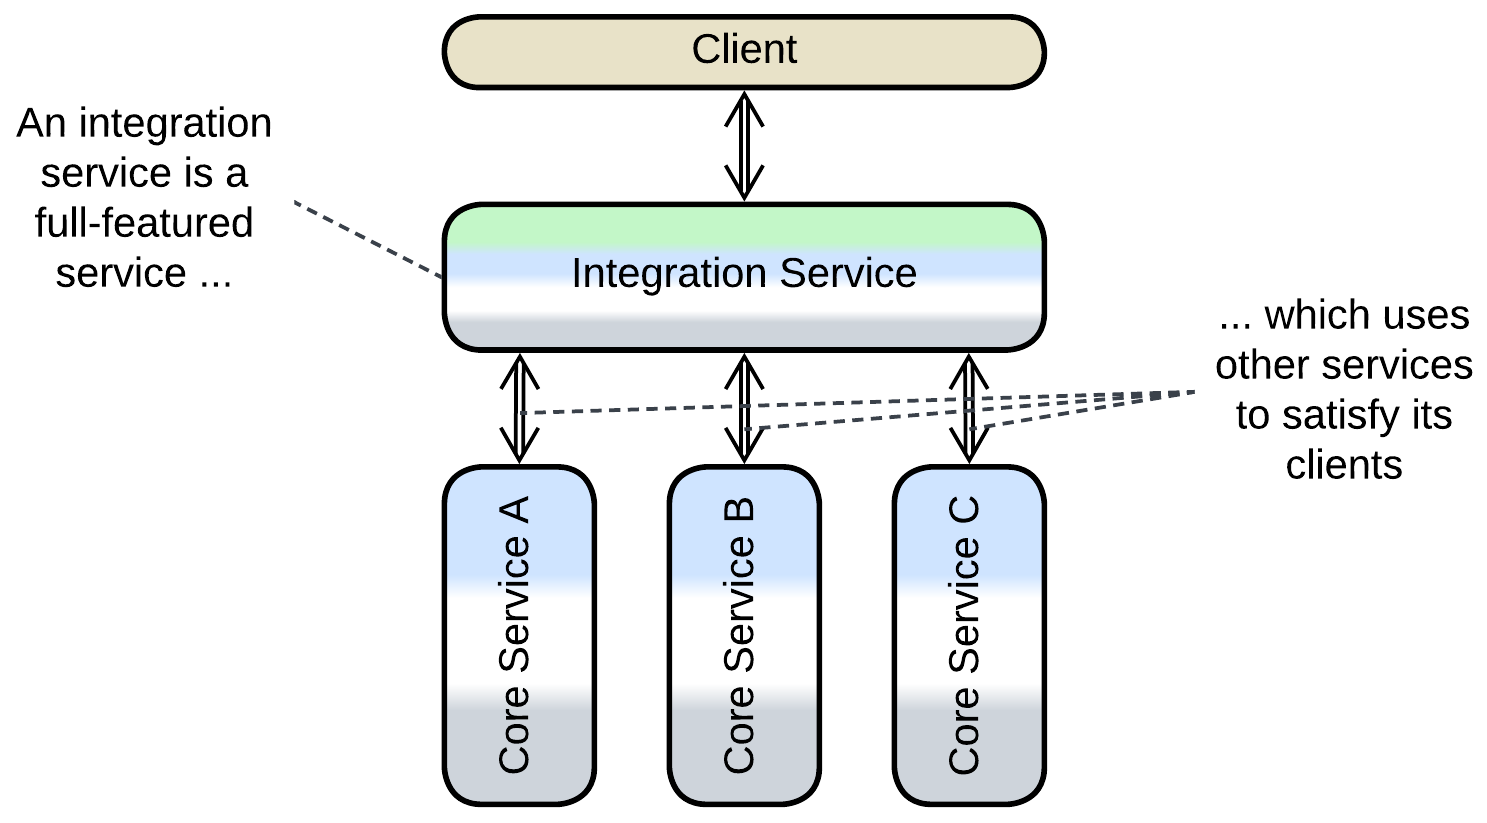 Client
An integration
service is a
full-featured
service ...
Integration Service
... which uses
other services
to satisfy its
clients
Core Service A
Core Service B
Core Service C